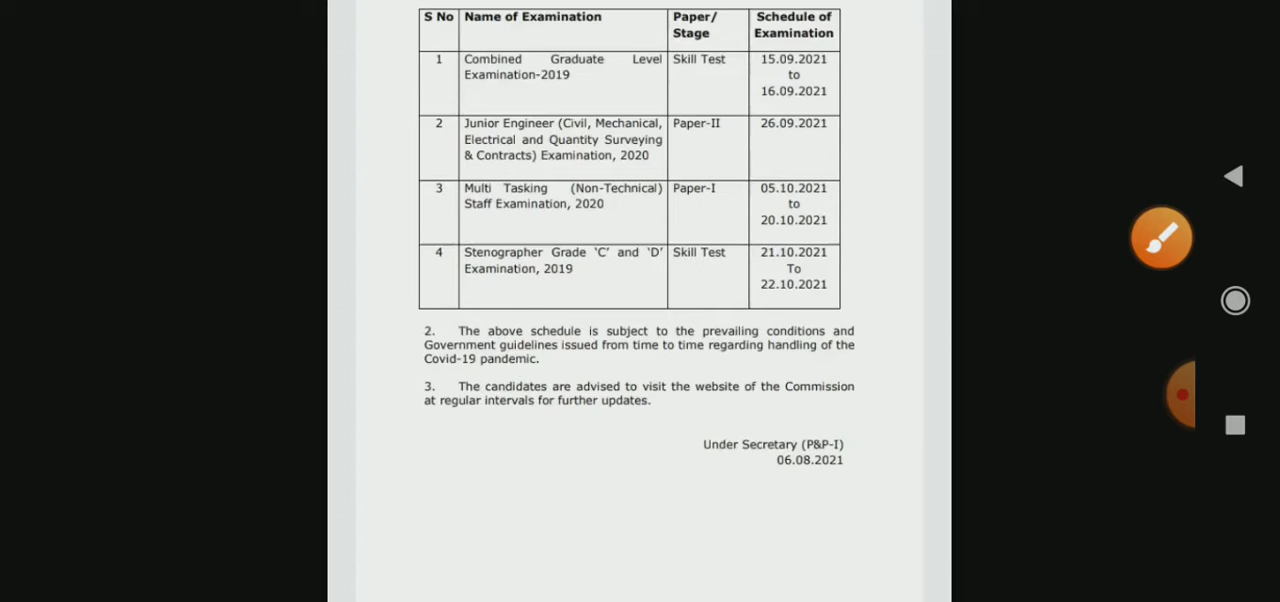 S No Name of Examination Paper/ Schedule of
Stage Examination
1 Combined Graduate Level Skill Test 15.09.2021
Examination-2019 to
16.09.2021
2 Junior Engineer (Civil, Mechanical, Paper-II 26.09.2021
Electrical and Quantity Surveying
& Contracts) Examination, 2020
3 Multi Tasking (Non-Technical) Paper-I 05.10.2021
Staff Examination, 2020 to
20.10.2021
4 Stenographer Grade ‘C’ and ‘D’ Skill Test 21.10.2021
Examination, 2019 To
22.10.2021
2. The above schedule is subject to the prevailing conditions and
Government guidelines issued from time to time regarding handling of the
Covid-19 pandemic.
3. The candidates are advised to visit the website of the Commission
at regular intervals for further updates.
Under Secretary (P&P-I)
06.08.2021